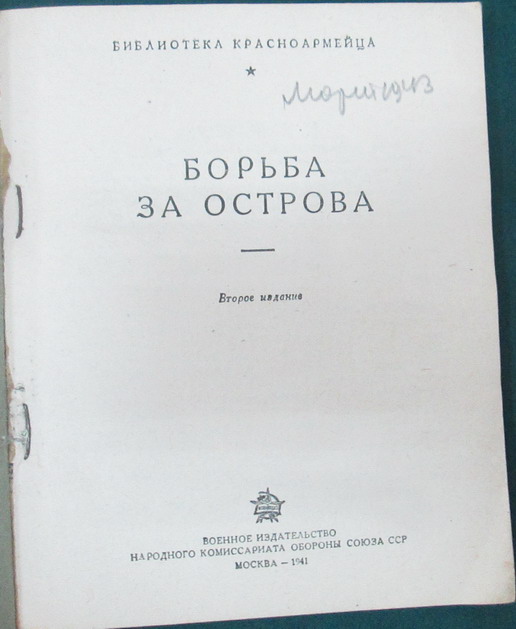 БИБЛИОТЕКА КРАСНОАРМЕЙЦА
БОРЬБА
ЗА ОСТРОВА
Второе издание
ВОЕННОЕ ИЗДАТЕЛЬСТВО
НАРОДНОГО КОМИССАРИАТА ОБОРОНЫ СОЮЗА ССР
МОСКВА — 1941